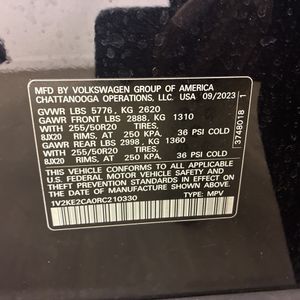 MFD BY VOLKSWAGEN GROUP OF AMERICA
CHATTANOOGA OPERATIONS, LLC. USA 09/2023
GVWR LBS 5776, KG 2620
GAWR FRONT LBS 2888, KG 1310
WITH 255/50R20 TIRES,
8JX20 RIMS, AT 250 KPA, 36 PSI COLD
GAWR REAR LBS 2998, KG 1360
WITH 255/50R20 TIRES,
8JX20 RIMS, AT 250 KPA, 36 PSI COLD
THIS VEHICLE CONFORMS TO ALL APPLICABLE
FEDERAL MOTOR VEHICLE SAFETY STANDARDS
IN EFFECT ON THE DATE OF MANUFACTURE
SHOWN ABOVE.
1V2KE2CA0RC210330 TYPE: MPV
3748018 1